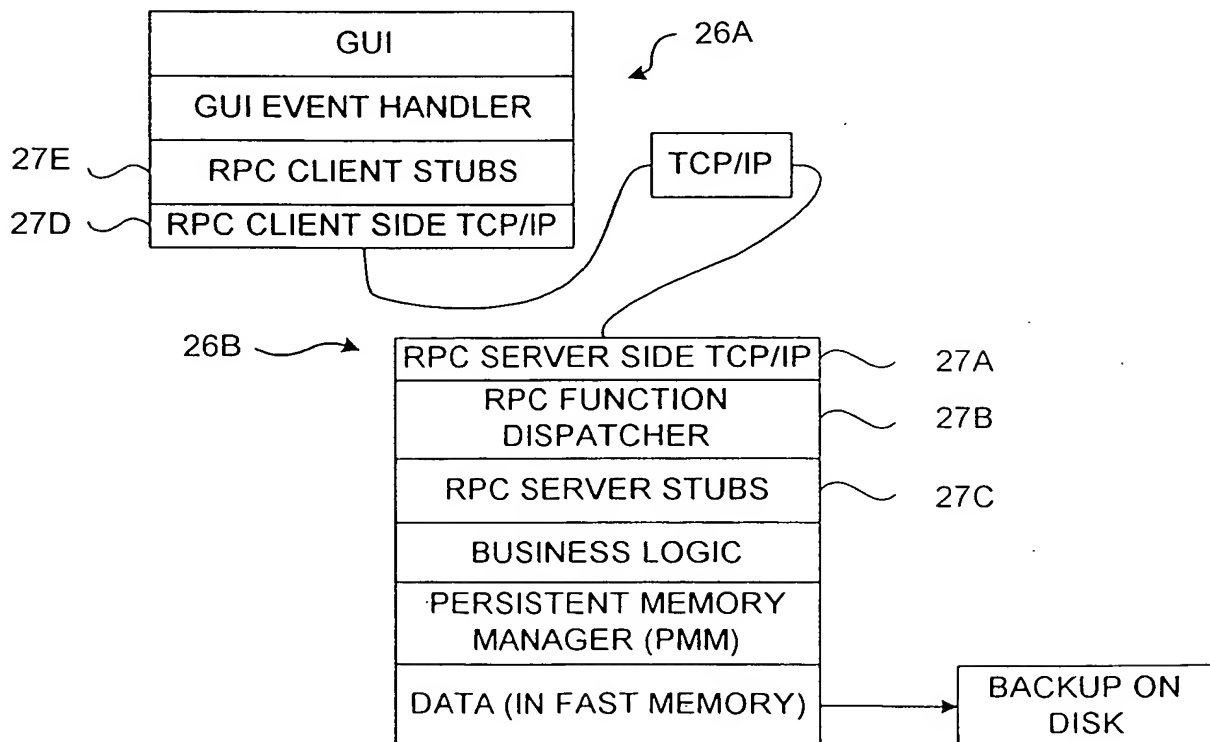 GUI
26A
GUI EVENT HANDLER
27E
RPC CLIENT STUBS
TCP/IP
27D
RPC CLIENT SIDE TCP/IP
26B
RPC SERVER SIDE TCP/IP
27A
RPC FUNCTION
DISPATCHER
27B
RPC SERVER STUBS
27C
BUSINESS LOGIC
PERSISTENT MEMORY
MANAGER (PMM)
DATA (IN FAST MEMORY)
BACKUP ON
DISK